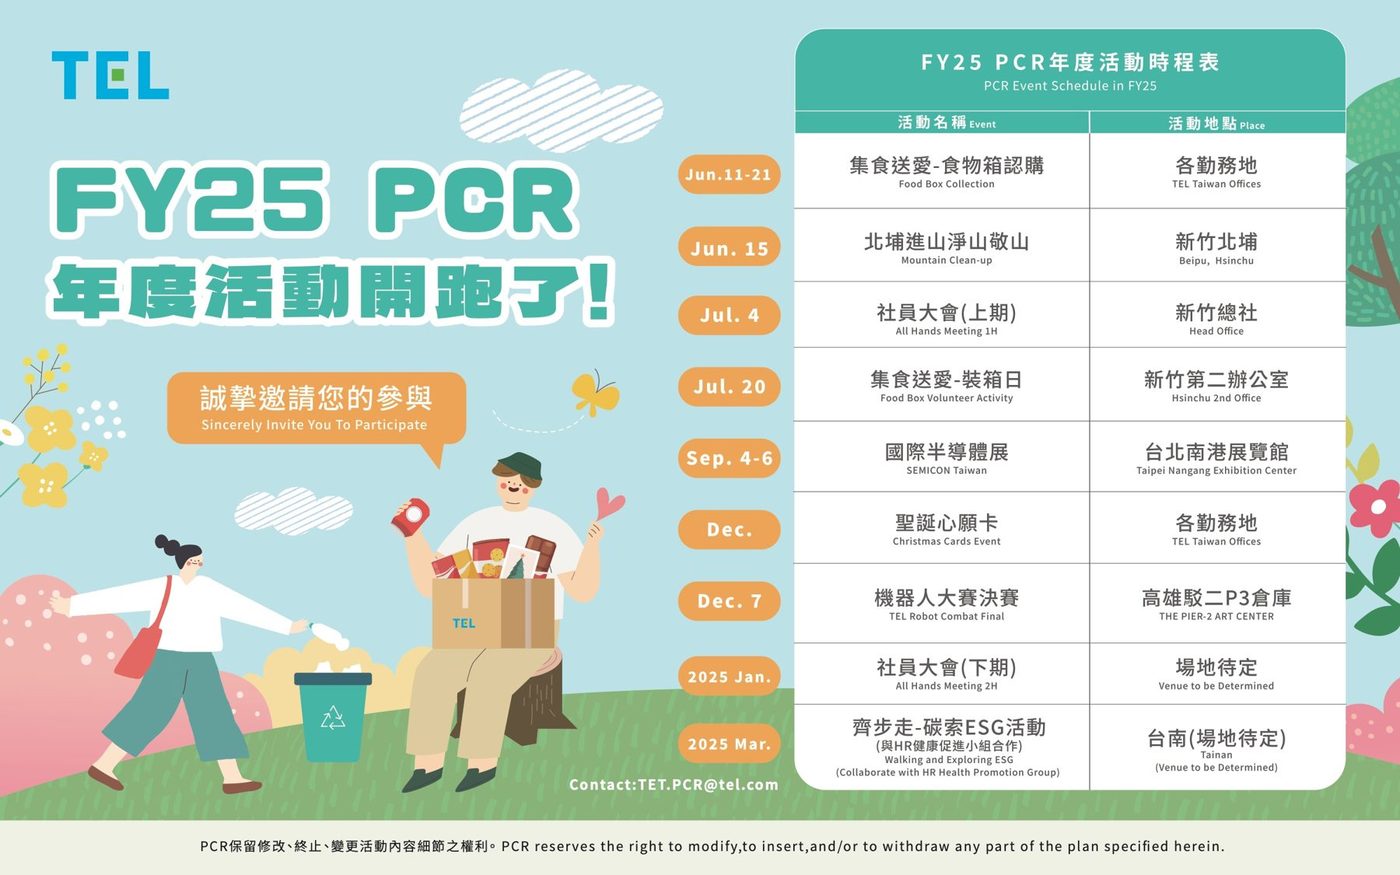 TEL
FY25 PCR
年度活動開跑了!
誠摯邀請您的參與
Sincerely Invite You To Participate
TEL
FY25 PCR年度活動時程表
PCR Event Schedule in FY25
活動名稱 Event
活動地點 Place
Jun.11-21
集食送愛-食物箱認購
Food Box Collection
各勤務地
TEL Taiwan Offices
Jun. 15
北埔進山淨山敬山
Mountain Clean-up
新竹北埔
Beipu, Hsinchu
Jul. 4
社員大會(上期)
All Hands Meeting 1H
新竹總社
Head Office
Jul. 20
集食送愛-裝箱日
Food Box Volunteer Activity
新竹第二辦公室
Hsinchu 2nd Office
Sep. 4-6
國際半導體展
SEMICON Taiwan
台北南港展覽館
Taipei Nangang Exhibition Center
Dec.
聖誕心願卡
Christmas Cards Event
各勤務地
TEL Taiwan Offices
Dec. 7
機器人大賽決賽
TEL Robot Combat Final
高雄駁二P3倉庫
THE PIER-2 ART CENTER
2025 Jan.
社員大會(下期)
All Hands Meeting 2H
場地待定
Venue to be Determined
2025 Mar.
齊步走-碳索ESG活動
(與HR健康促進小組合作)
Walking and Exploring ESG
(Collaborate with HR Health Promotion Group)
台南(場地待定)
Tainan
(Venue to be Determined)
Contact:TET.PCR@tel.com
PCR保留修改、終止、變更活動內容細節之權利。PCR reserves the right to modify,to insert,and/or to withdraw any part of the plan specified herein.